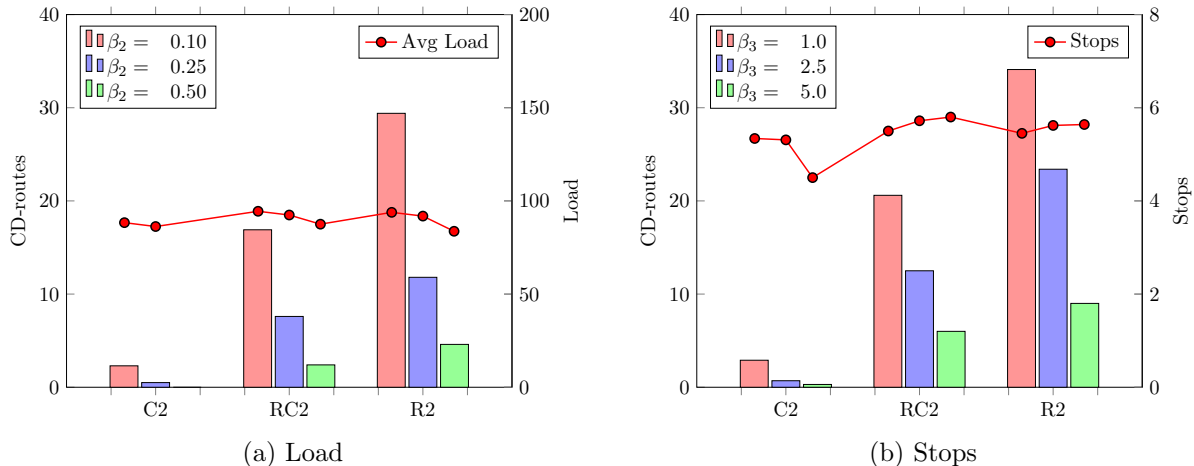 40
30
20
10
0
CD-routes
200
150
100
50
0
Load
β₂ = 0.10
β₂ = 0.25
β₂ = 0.50
Avg Load
C2 RC2 R2
(a) Load
40
30
20
10
0
CD-routes
8
6
4
2
0
Stops
β₃ = 1.0
β₃ = 2.5
β₃ = 5.0
Stops
C2 RC2 R2
(b) Stops